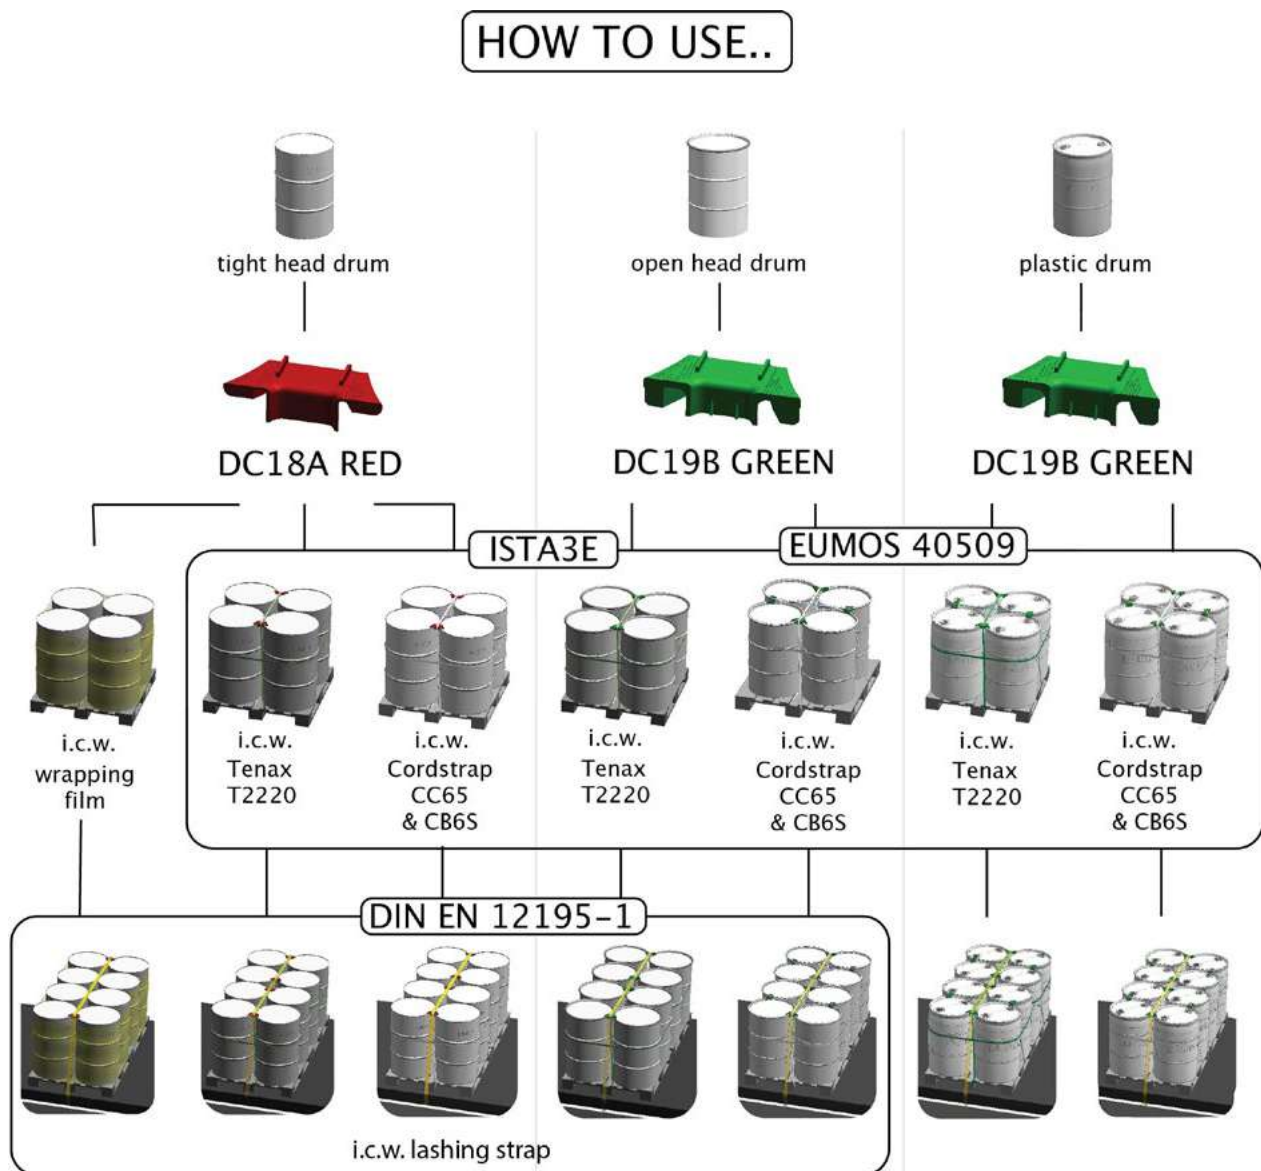 HOW TO USE..
tight head drum
open head drum
plastic drum
DC18A RED
DC19B GREEN
DC19B GREEN
ISTA3E
EUMOS 40509
i.c.w.
wrapping
film
i.c.w.
Tenax
T2220
i.c.w.
Cordstrap
CC65
& CB6S
i.c.w.
Tenax
T2220
i.c.w.
Cordstrap
CC65
& CB6S
i.c.w.
Tenax
T2220
i.c.w.
Cordstrap
CC65
& CB6S
DIN EN 12195-1
i.c.w. lashing strap